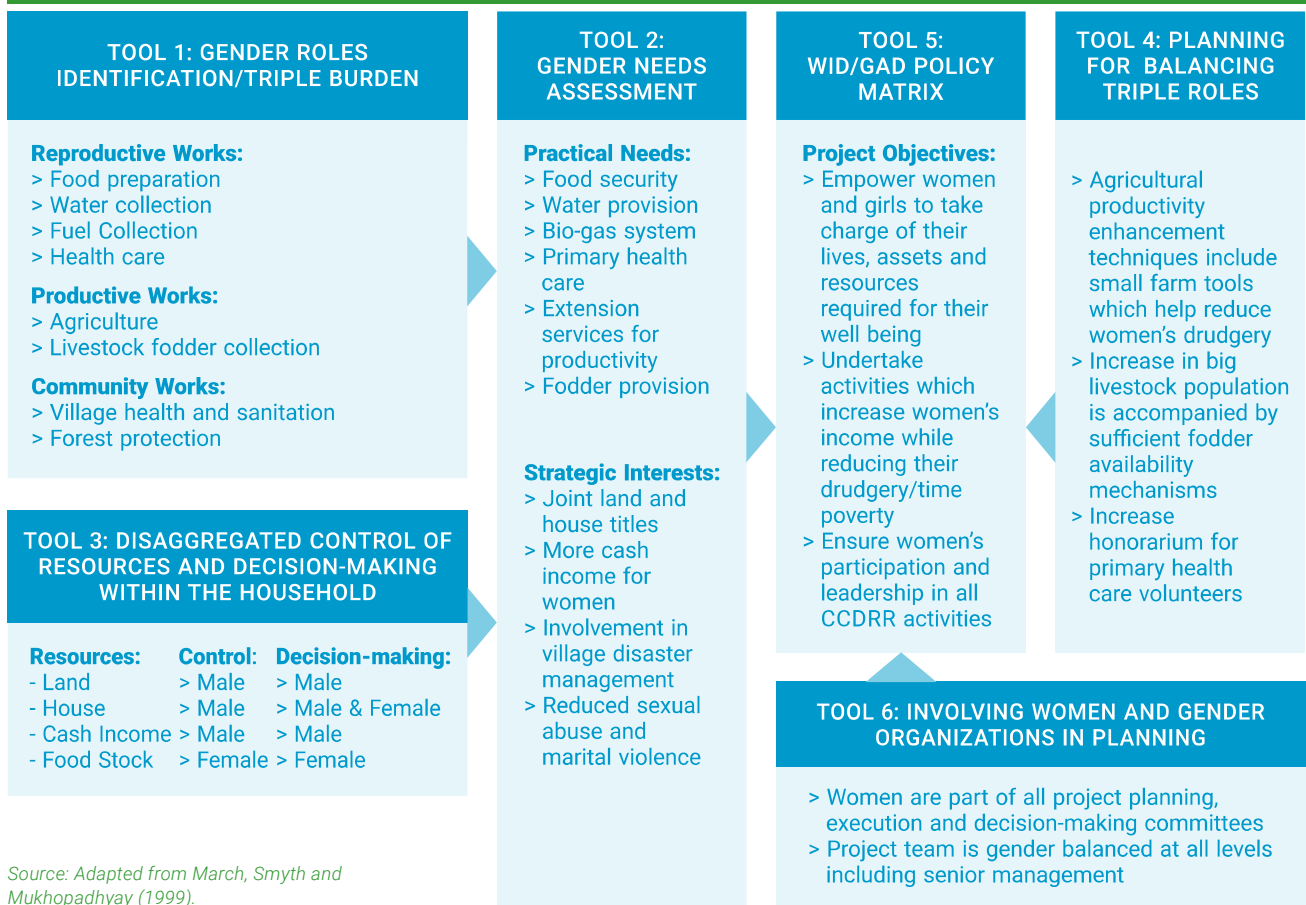 TOOL 1: GENDER ROLES
IDENTIFICATION/TRIPLE BURDEN
Reproductive Works:
> Food preparation
> Water collection
> Fuel Collection
> Health care
Productive Works:
> Agriculture
> Livestock fodder collection
Community Works:
> Village health and sanitation
> Forest protection
TOOL 3: DISAGGREGATED CONTROL OF
RESOURCES AND DECISION-MAKING
WITHIN THE HOUSEHOLD
Resources: Control: Decision-making:
- Land > Male > Male
- House > Male > Male & Female
- Cash Income > Male > Male
- Food Stock > Female > Female
TOOL 2:
GENDER NEEDS
ASSESSMENT
Practical Needs:
> Food security
> Water provision
> Bio-gas system
> Primary health
care
> Extension
services for
productivity
> Fodder provision
Strategic Interests:
> Joint land and
house titles
> More cash
income for
women
> Involvement in
village disaster
management
> Reduced sexual
abuse and
marital violence
TOOL 5:
WID/GAD POLICY
MATRIX
Project Objectives:
> Empower women
and girls to take
charge of their
lives, assets and
resources
required for their
well being
> Undertake
activities which
increase women's
income while
reducing their
drudgery/time
poverty
> Ensure women's
participation and
leadership in all
CCDRR activities
TOOL 4: PLANNING
FOR BALANCING
TRIPLE ROLES
> Agricultural
productivity
enhancement
techniques include
small farm tools
which help reduce
women's drudgery
> Increase in big
livestock population
is accompanied by
sufficient fodder
availability
mechanisms
> Increase
honorarium for
primary health
care volunteers
TOOL 6: INVOLVING WOMEN AND GENDER
ORGANIZATIONS IN PLANNING
> Women are part of all project planning,
execution and decision-making committees
> Project team is gender balanced at all levels
including senior management
Source: Adapted from March, Smyth and
Mukhopadhyay (1999).